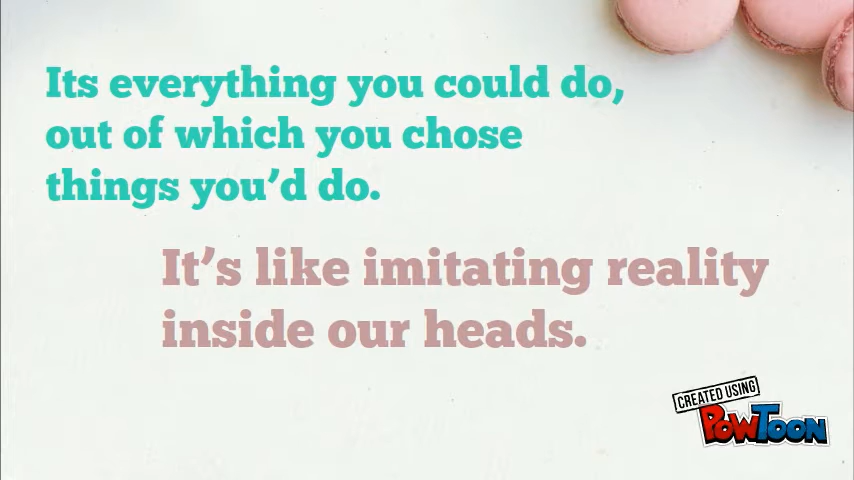 Its everything you could do,
out of which you chose
things you’d do.
It’s like imitating reality
inside our heads.
CREATED USING
POWTOON